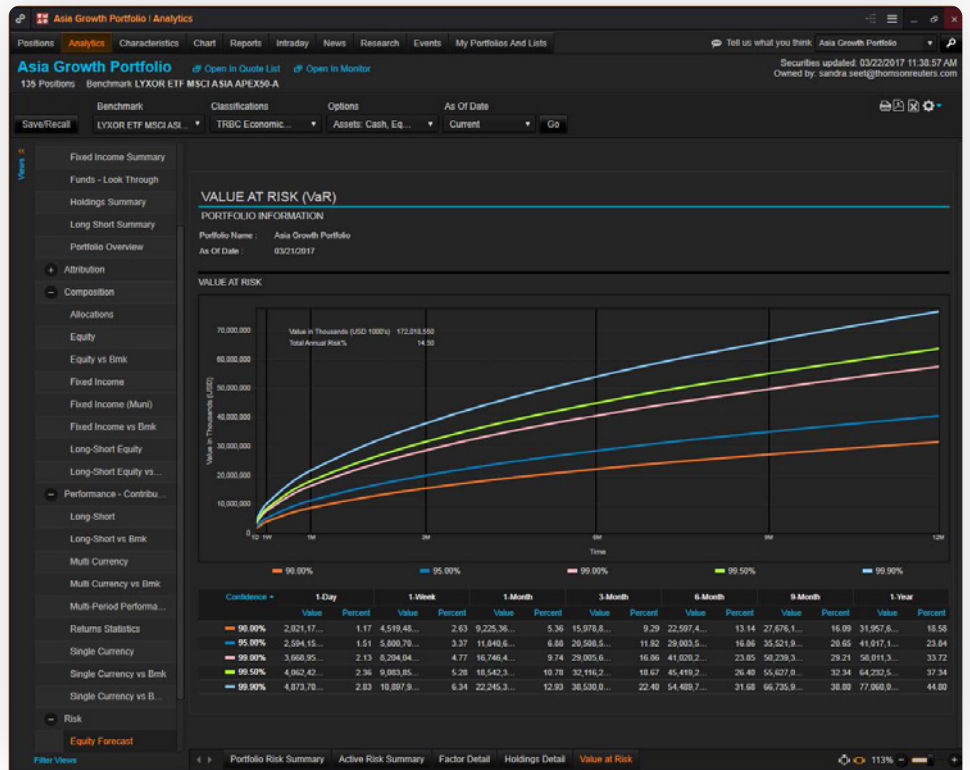 Asia Growth Portfolio | Analytics
Positions Analytics Characteristics Chart Reports Intraday News Research Events My Portfolios And Lists Tell us what you think Asia Growth Portfolio
Asia Growth Portfolio Open In Quote List Open In Monitor
Securities updated: 03/22/2017 11:38:57 AM
135 Positions Benchmark LYXOR ETF MSCI ASIA APEX50-A
Owned by: sandra.seet@thomsonreuters.com
Benchmark Classifications Options As Of Date
Save/Recall LYXOR ETF MSCI ASI... TRBC Economic... Assets: Cash, Eq... Current Go
Views
Fixed Income Summary
Funds - Look Through
Holdings Summary
Long Short Summary
Portfolio Overview
Attribution
Composition
Allocations
Equity
Equity vs Bmk
Fixed Income
Fixed Income (Muni)
Fixed Income vs Bmk
Long-Short Equity
Long-Short Equity vs...
Performance - Contribu...
Long-Short
Long-Short vs Bmk
Multi Currency
Multi Currency vs Bmk
Multi-Period Performa...
Returns Statistics
Single Currency
Single Currency vs Bmk
Single Currency vs B...
Risk
Equity Forecast
Filter Views
VALUE AT RISK (VaR)
PORTFOLIO INFORMATION
Portfolio Name : Asia Growth Portfolio
As Of Date : 03/21/2017
VALUE AT RISK
Value in Thousands (USD 1000's) 172,010,550
Total Annual Risk% 14.50
Value in Thousands (USD)
70,000,000
60,000,000
50,000,000
40,000,000
30,000,000
20,000,000
10,000,000
0
1D 1W 1M 3M 6M 9M 12M
Time
90.00% 95.00% 99.00% 99.50% 99.90%
Confidence 1-Day 1-Week 1-Month 3-Month 6-Month 9-Month 1-Year
Value Percent Value Percent Value Percent Value Percent Value Percent Value Percent Value Percent
90.00% 2,021,17... 1.17 4,519,48... 2.63 9,225,36... 5.36 15,978,8... 9.29 22,597,4... 13.14 27,676,1... 16.09 31,957,6... 18.58
95.00% 2,594,15... 1.51 5,800,70... 3.37 11,840,6... 6.88 20,508,5... 11.92 29,003,5... 16.86 35,521,9... 20.65 41,017,1... 23.84
99.00% 3,668,95... 2.13 8,204,04... 4.77 16,746,4... 9.74 29,005,6... 16.86 41,020,2... 23.85 50,239,3... 29.21 58,011,3... 33.72
99.50% 4,062,42... 2.36 9,083,85... 5.28 18,542,3... 10.78 32,116,2... 18.67 45,419,2... 26.40 55,627,0... 32.34 64,232,5... 37.34
99.90% 4,873,70... 2.83 10,897,9... 6.34 22,245,3... 12.93 38,530,0... 22.40 54,489,7... 31.68 66,735,9... 38.80 77,060,0... 44.80
Portfolio Risk Summary Active Risk Summary Factor Detail Holdings Detail Value at Risk 113%